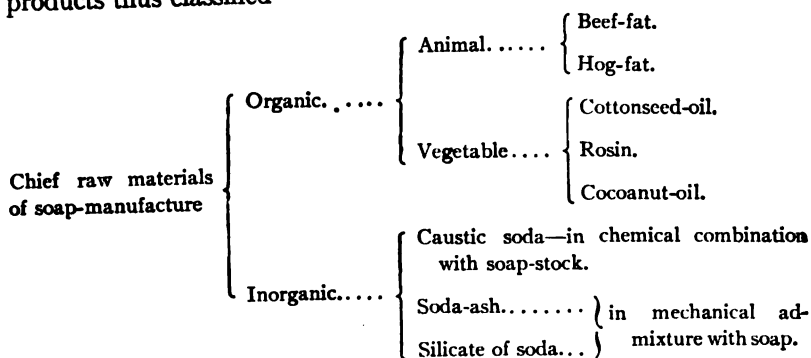 products thus classified
Beef-fat.
Animal. .....
Hog-fat.
Organic. . ....
Cottonseed-oil.
Vegetable....
Rosin.
Cocoanut-oil.
Chief raw materials
of soap-manufacture
Caustic soda—in chemical combination
with soap-stock.
Inorganic.....
Soda-ash........
in mechanical ad-
mixture with soap.
Silicate of soda...